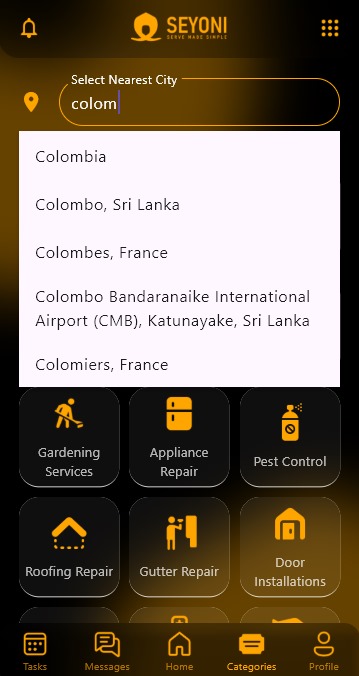 SEYONI
SERVE MADE SIMPLE
Select Nearest City
colom
Colombia
Colombo, Sri Lanka
Colombes, France
Colombo Bandaranaike International
Airport (CMB), Katunayake, Sri Lanka
Colomiers, France
Gardening
Services
Appliance
Repair
Pest Control
Roofing Repair
Gutter Repair
Door
Installations
Tasks
Messages
Home
Categories
Profile